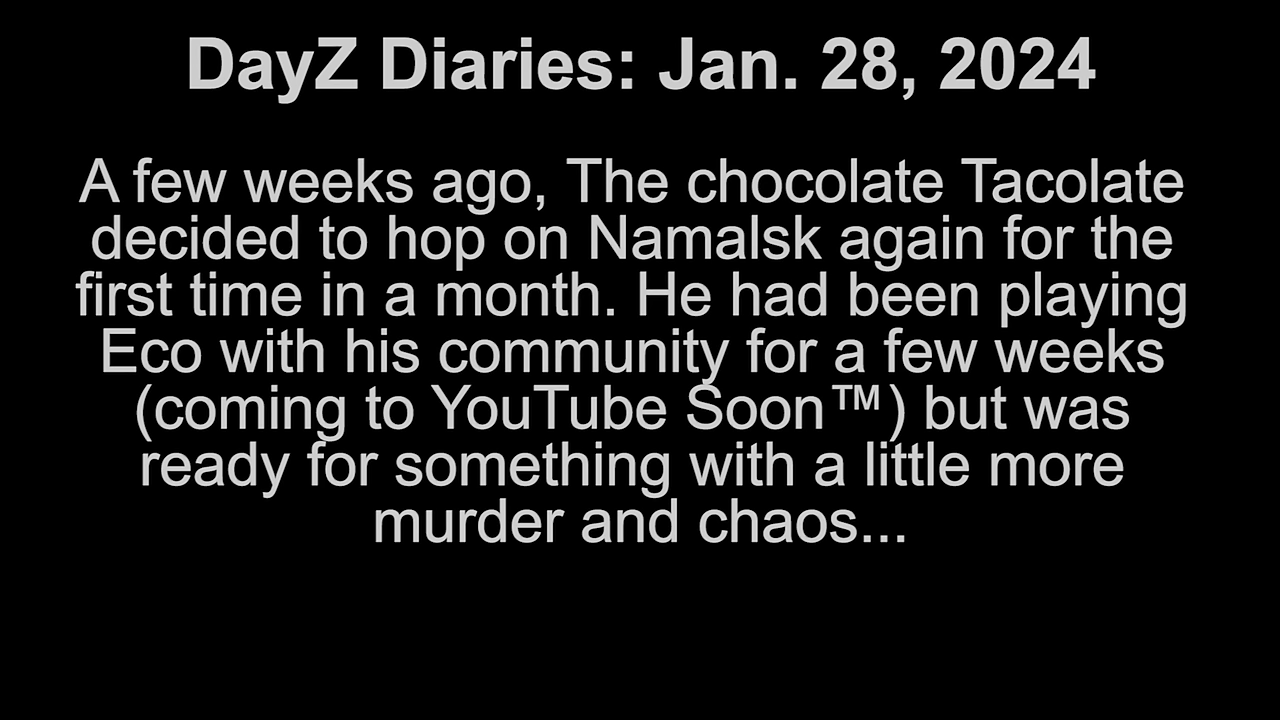 DayZ Diaries: Jan. 28, 2024
A few weeks ago, The chocolate Tacolate
decided to hop on Namalsk again for the
first time in a month. He had been playing
Eco with his community for a few weeks
(coming to YouTube Soon™) but was
ready for something with a little more
murder and chaos...